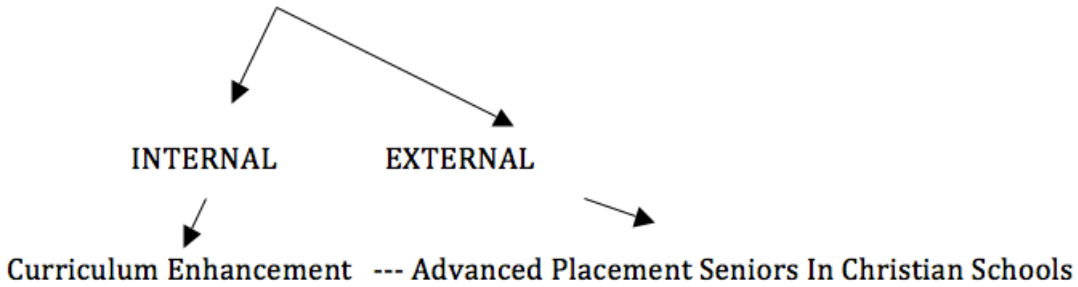 INTERNAL EXTERNAL
Curriculum Enhancement --- Advanced Placement Seniors In Christian Schools